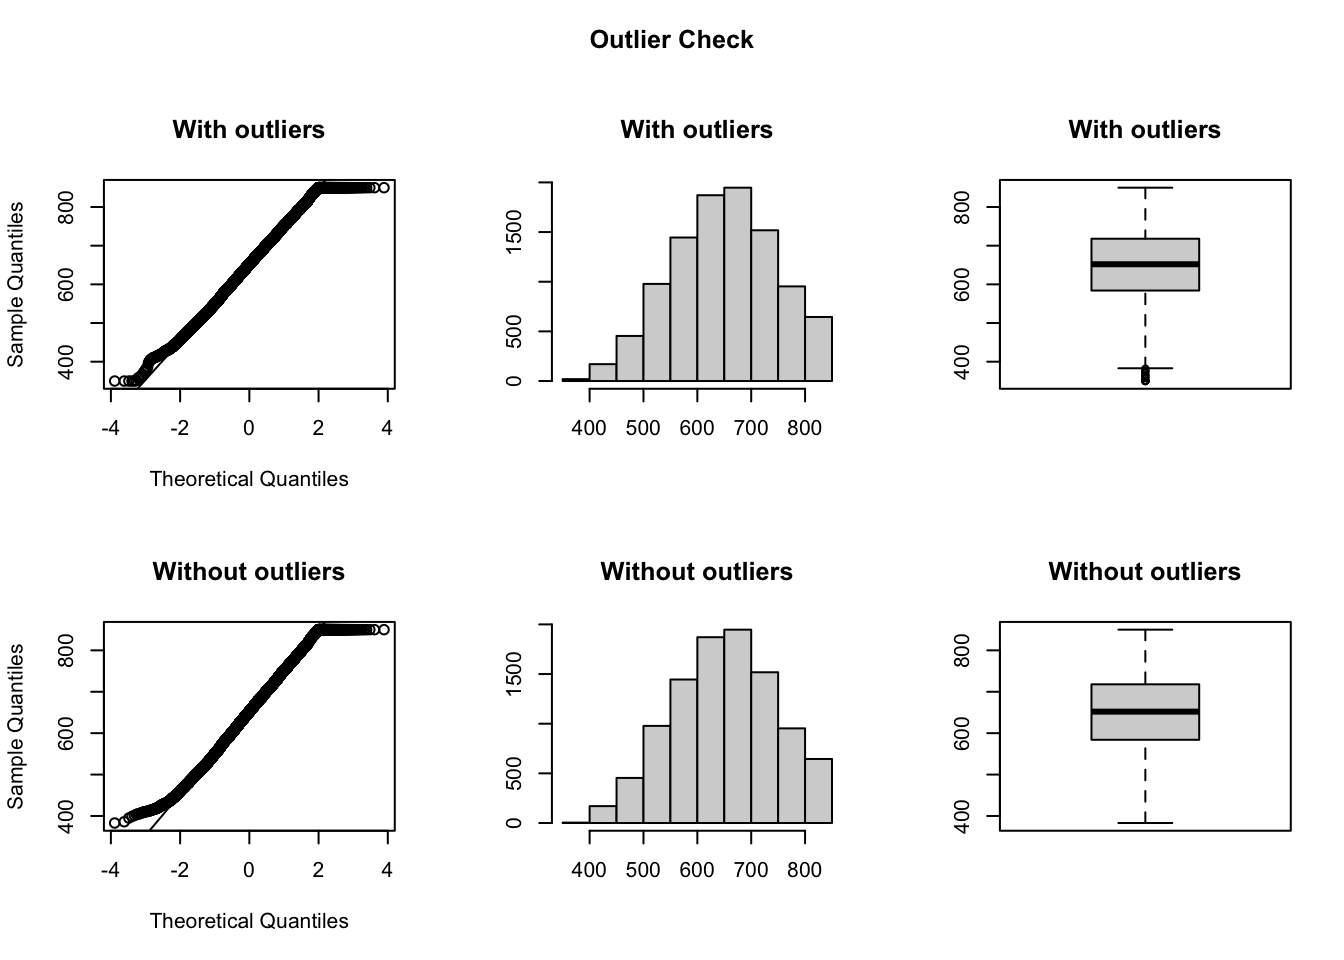 Outlier Check
With outliers
Sample Quantiles
400 600 800
-4 -2 0 2 4
Theoretical Quantiles
With outliers
0 500 1500
400 500 600 700 800
With outliers
400 600 800
Without outliers
Sample Quantiles
400 600 800
-4 -2 0 2 4
Theoretical Quantiles
Without outliers
0 500 1500
400 500 600 700 800
Without outliers
400 600 800